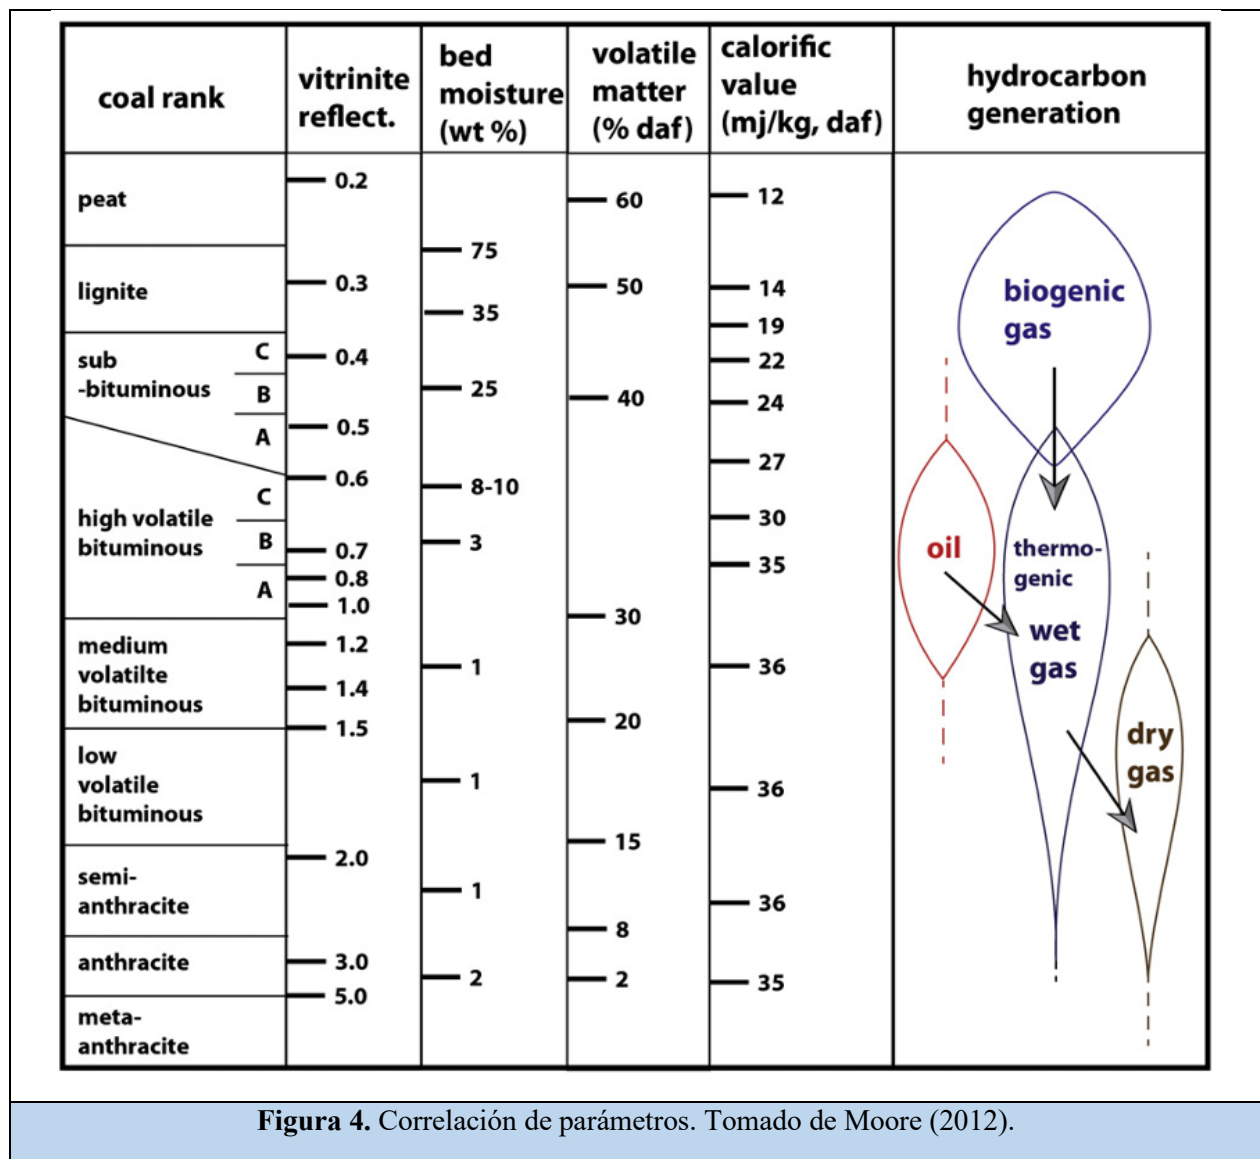 coal rank
vitrinite
reflect.
bed
moisture
(wt %)
volatile
matter
(% daf)
calorific
value
(mj/kg, daf)
hydrocarbon
generation
peat
lignite
sub
-bituminous
C
B
A
high volatile
bituminous
C
B
A
medium
volatilte
bituminous
low
volatile
bituminous
semi-
anthracite
anthracite
meta-
anthracite
0.2
0.3
0.4
0.5
0.6
0.7
0.8
1.0
1.2
1.4
1.5
2.0
3.0
5.0
75
35
25
8-10
3
1
1
1
2
60
50
40
30
20
15
8
2
12
14
19
22
24
27
30
35
36
36
36
35
biogenic
gas
oil
thermo-
genic
wet
gas
dry
gas
Figura 4. Correlación de parámetros. Tomado de Moore (2012).